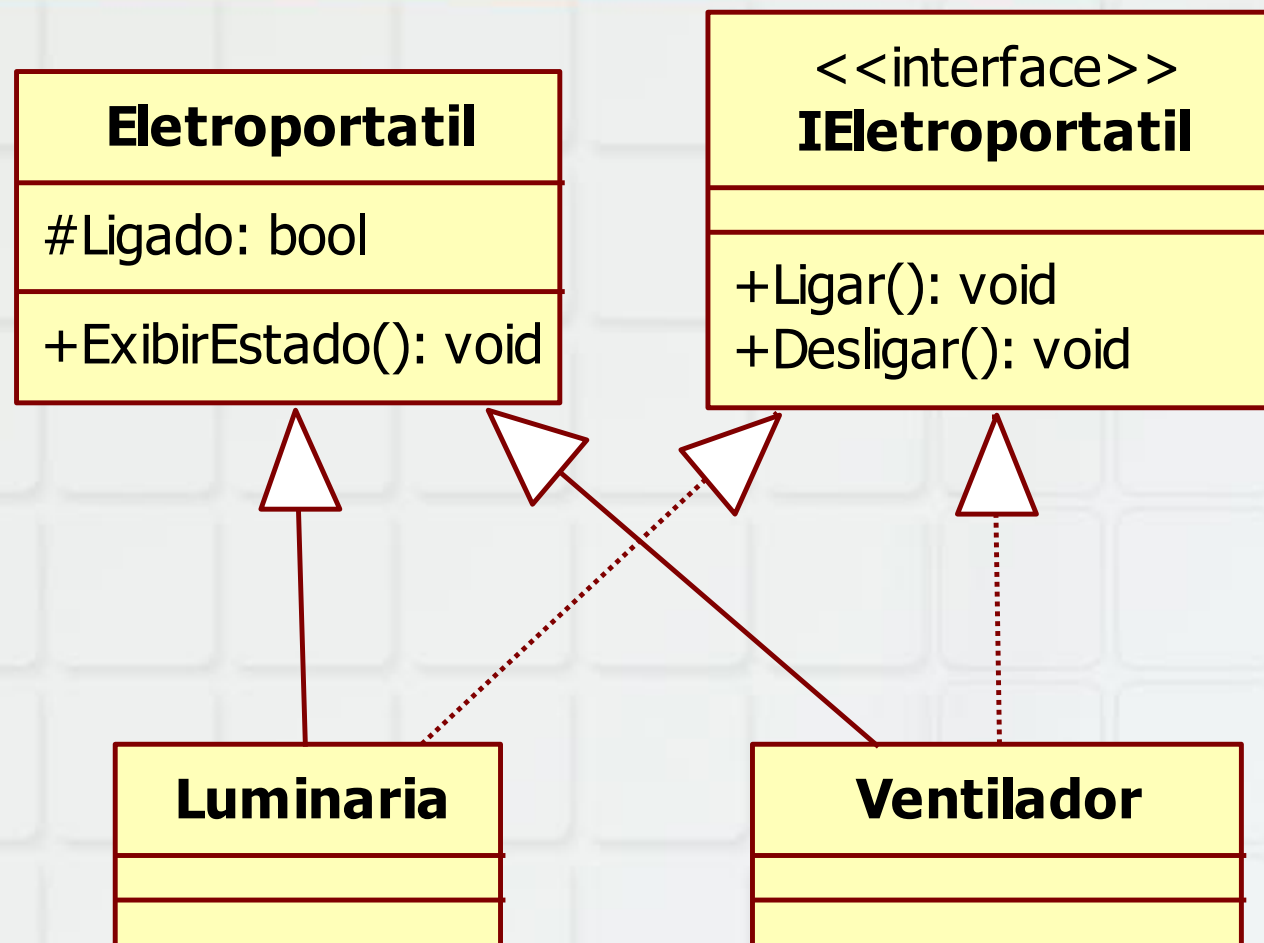 Eletroportatil
#Ligado: bool
+ExibirEstado(): void
<<interface>>
IEletroportatil
+Ligar(): void
+Desligar(): void
Luminaria
Ventilador